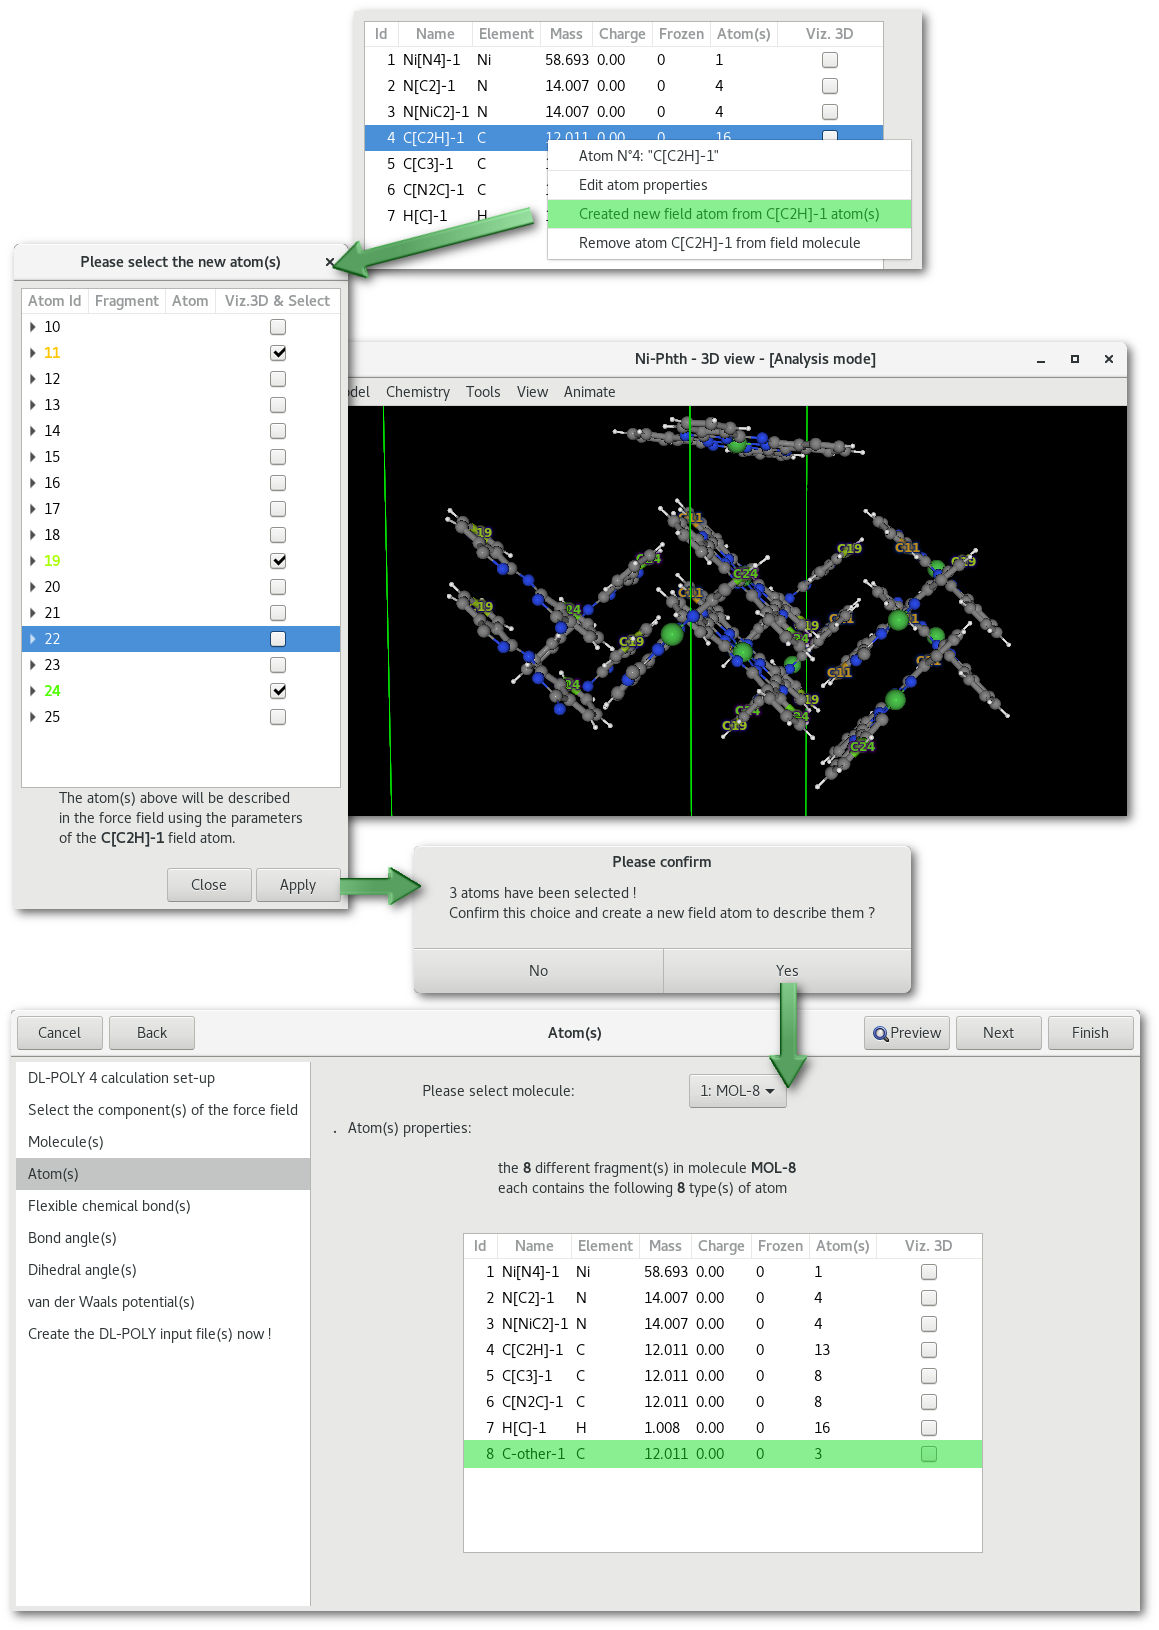 Id Name Element Mass Charge Frozen Atom(s) Viz. 3D
1 Ni[N4]-1 Ni 58.693 0.00 0 1
2 N[C2]-1 N 14.007 0.00 0 4
3 N[NiC2]-1 N 14.007 0.00 0 4
4 C[C2H]-1 C 12.011 0.00 0 16
5 C[C3]-1 C
6 C[N2C]-1 C
7 H[C]-1 H
Atom N°4: "C[C2H]-1"
Edit atom properties
Created new field atom from C[C2H]-1 atom(s)
Remove atom C[C2H]-1 from field molecule
Please select the new atom(s)
Atom Id Fragment Atom Viz.3D & Select
10
11
12
13
14
15
16
17
18
19
20
21
22
23
24
25
The atom(s) above will be described
in the force field using the parameters
of the C[C2H]-1 field atom.
Close Apply
Ni-Phth - 3D view - [Analysis mode]
Chemistry Tools View Animate
C11
C19
C11
C19
C24
C11
C19
C11
C19
C24
Please confirm
3 atoms have been selected !
Confirm this choice and create a new field atom to describe them ?
No Yes
Cancel Back Atom(s) Preview Next Finish
DL-POLY 4 calculation set-up
Select the component(s) of the force field
Molecule(s)
Atom(s)
Flexible chemical bond(s)
Bond angle(s)
Dihedral angle(s)
van der Waals potential(s)
Create the DL-POLY input file(s) now !
Please select molecule: 1: MOL-8
. Atom(s) properties:
the 8 different fragment(s) in molecule MOL-8
each contains the following 8 type(s) of atom
Id Name Element Mass Charge Frozen Atom(s) Viz. 3D
1 Ni[N4]-1 Ni 58.693 0.00 0 1
2 N[C2]-1 N 14.007 0.00 0 4
3 N[NiC2]-1 N 14.007 0.00 0 4
4 C[C2H]-1 C 12.011 0.00 0 13
5 C[C3]-1 C 12.011 0.00 0 8
6 C[N2C]-1 C 12.011 0.00 0 8
7 H[C]-1 H 1.008 0.00 0 16
8 C-other-1 C 12.011 0.00 0 3